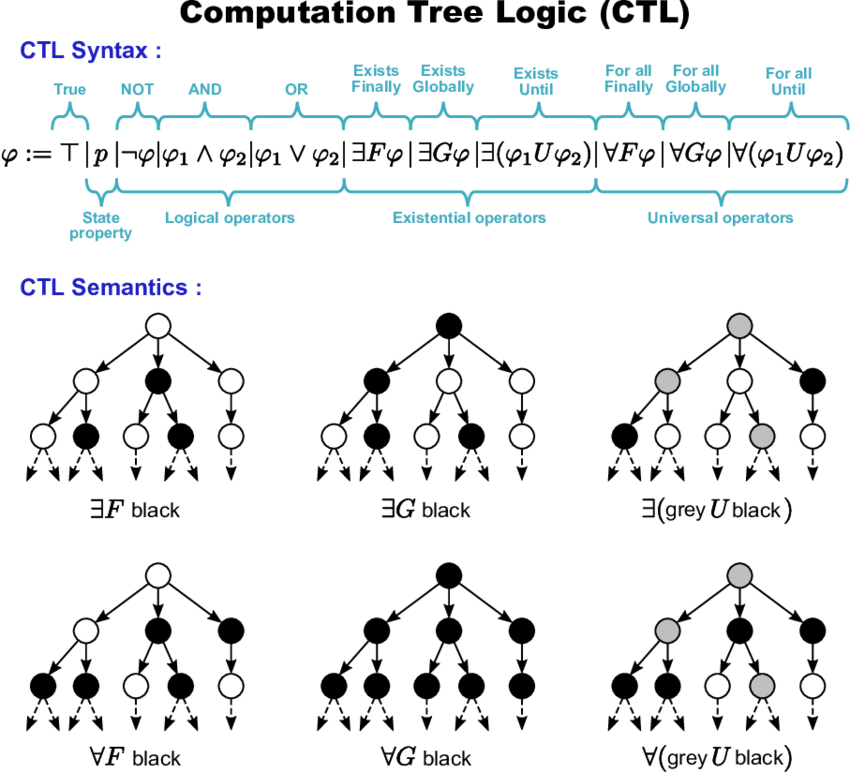 Computation Tree Logic (CTL)
CTL Syntax :
True NOT AND OR Exists Finally Exists Globally Exists Until For all Finally For all Globally For all Until
φ := ⊤ | p |¬φ|φ₁ ∧ φ₂|φ₁ ∨ φ₂| ∃Fφ | ∃Gφ |∃(φ₁Uφ₂)| ∀Fφ | ∀Gφ |∀(φ₁Uφ₂)
State property Logical operators Existential operators Universal operators
CTL Semantics :
∃F black ∃G black ∃(grey U black)
∀F black ∀G black ∀(grey U black)